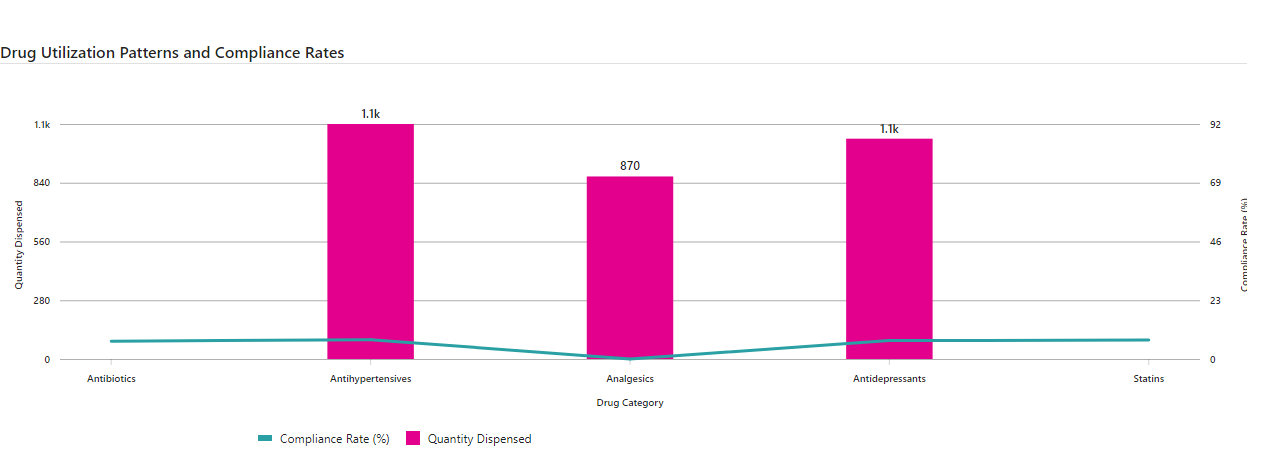 Drug Utilization Patterns and Compliance Rates
1.1k
870
1.1k
1.1k
840
560
280
0
Quantity Dispensed
92
69
46
23
0
Compliance Rate (%)
Antibiotics
Antihypertensives
Analgesics
Antidepressants
Statins
Drug Category
Compliance Rate (%)
Quantity Dispensed